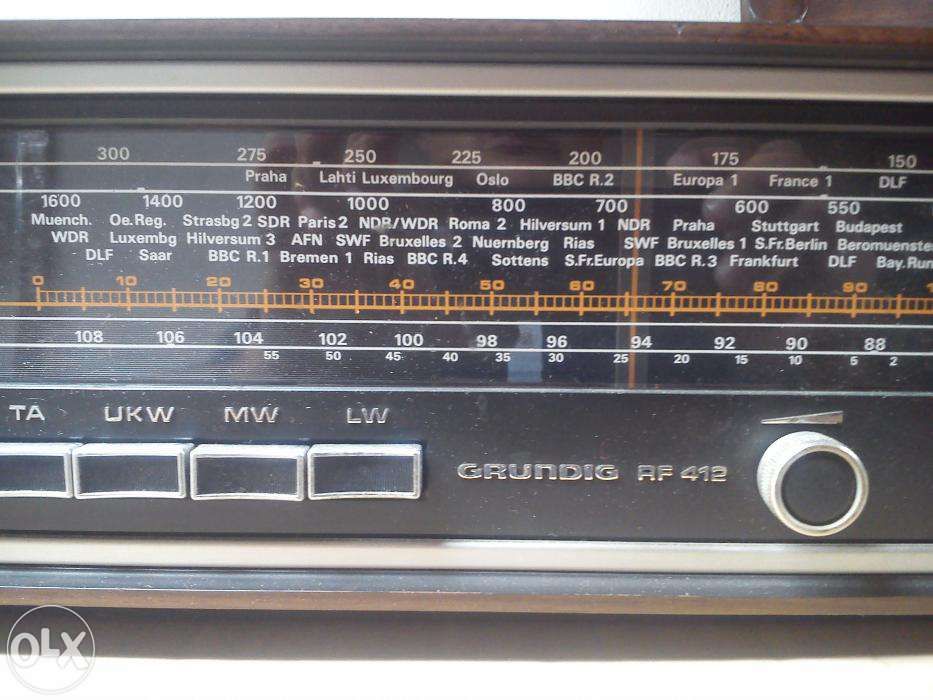 300 275 250 225 200 175 150
Praha Lahti Luxembourg Oslo BBC R.2 Europa 1 France 1 DLF
1600 1400 1200 1000 800 700 600 550
Muench. Oe.Reg. Strasbg 2 SDR Paris 2 NDR/WDR Roma 2 Hilversum 1 NDR Praha Stuttgart Budapest
WDR Luxembg Hilversum 3 AFN SWF Bruxelles 2 Nuernberg Rias SWF Bruxelles 1 S.Fr.Berlin Beromuenste
DLF Saar BBC R.1 Bremen 1 Rias BBC R.4 Sottens S.Fr.Europa BBC R.3 Frankfurt DLF Bay.Run
0 10 20 30 40 50 60 70 80 90
108 106 104 102 100 98 96 94 92 90 88
55 50 45 40 35 30 25 20 15 10 5 2
TA UKW MW LW
GRUNDIG RF 412
OLX